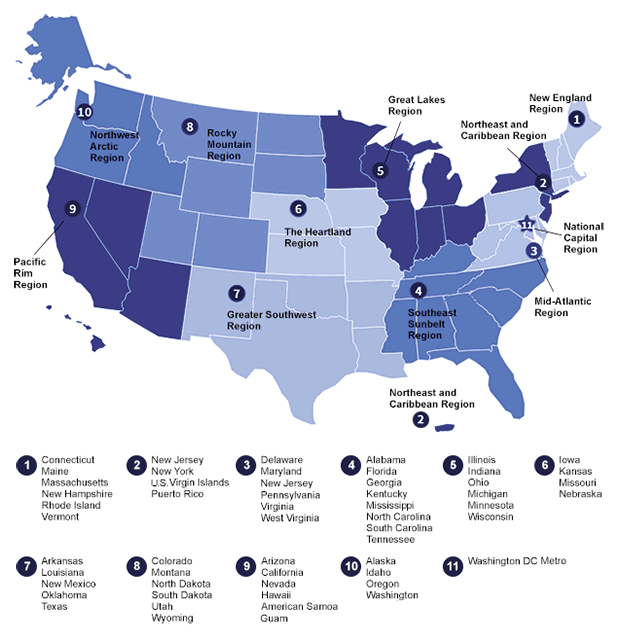 New England
Region
1
Great Lakes
Region
Northeast and
Caribbean Region
10
Northwest
Arctic
Region
8
Rocky
Mountain
Region
5
2
9
6
The Heartland
Region
11
National
Capital
Region
3
Pacific
Rim
Region
7
Greater Southwest
Region
4
Southeast
Sunbelt
Region
Mid-Atlantic
Region
Northeast and
Caribbean Region
2
1
Connecticut
Maine
Massachusetts
New Hampshire
Rhode Island
Vermont
2
New Jersey
New York
U.S.Virgin Islands
Puerto Rico
3
Delaware
Maryland
New Jersey
Pennsylvania
Virginia
West Virginia
4
Alabama
Florida
Georgia
Kentucky
Mississippi
North Carolina
South Carolina
Tennessee
5
Illinois
Indiana
Ohio
Michigan
Minnesota
Wisconsin
6
Iowa
Kansas
Missouri
Nebraska
7
Arkansas
Louisiana
New Mexico
Oklahoma
Texas
8
Colorado
Montana
North Dakota
South Dakota
Utah
Wyoming
9
Arizona
California
Nevada
Hawaii
American Samoa
Guam
10
Alaska
Idaho
Oregon
Washington
11
Washington DC Metro